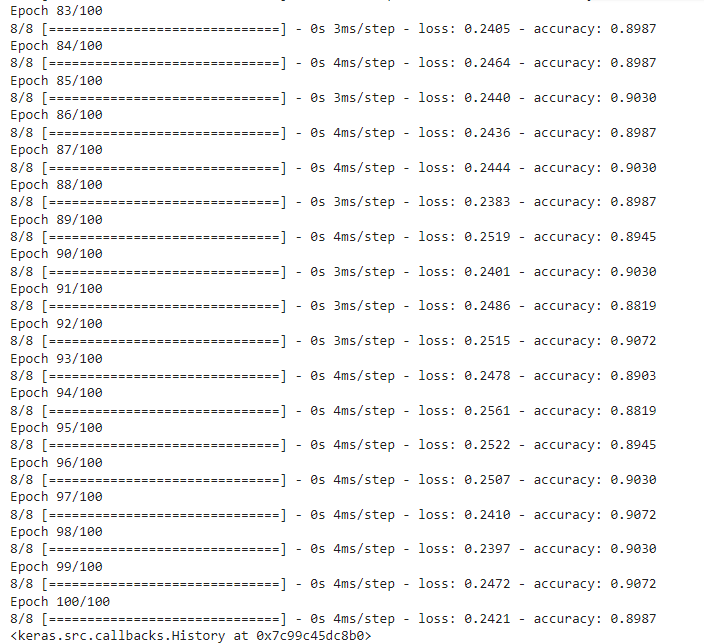 Epoch 83/100
8/8 [==============================] - 0s 3ms/step - loss: 0.2405 - accuracy: 0.8987
Epoch 84/100
8/8 [==============================] - 0s 4ms/step - loss: 0.2464 - accuracy: 0.8987
Epoch 85/100
8/8 [==============================] - 0s 3ms/step - loss: 0.2440 - accuracy: 0.9030
Epoch 86/100
8/8 [==============================] - 0s 4ms/step - loss: 0.2436 - accuracy: 0.8987
Epoch 87/100
8/8 [==============================] - 0s 4ms/step - loss: 0.2444 - accuracy: 0.9030
Epoch 88/100
8/8 [==============================] - 0s 3ms/step - loss: 0.2383 - accuracy: 0.8987
Epoch 89/100
8/8 [==============================] - 0s 4ms/step - loss: 0.2519 - accuracy: 0.8945
Epoch 90/100
8/8 [==============================] - 0s 3ms/step - loss: 0.2401 - accuracy: 0.9030
Epoch 91/100
8/8 [==============================] - 0s 3ms/step - loss: 0.2486 - accuracy: 0.8819
Epoch 92/100
8/8 [==============================] - 0s 3ms/step - loss: 0.2515 - accuracy: 0.9072
Epoch 93/100
8/8 [==============================] - 0s 4ms/step - loss: 0.2478 - accuracy: 0.8903
Epoch 94/100
8/8 [==============================] - 0s 4ms/step - loss: 0.2561 - accuracy: 0.8819
Epoch 95/100
8/8 [==============================] - 0s 4ms/step - loss: 0.2522 - accuracy: 0.8945
Epoch 96/100
8/8 [==============================] - 0s 4ms/step - loss: 0.2507 - accuracy: 0.9030
Epoch 97/100
8/8 [==============================] - 0s 4ms/step - loss: 0.2410 - accuracy: 0.9072
Epoch 98/100
8/8 [==============================] - 0s 4ms/step - loss: 0.2397 - accuracy: 0.9030
Epoch 99/100
8/8 [==============================] - 0s 4ms/step - loss: 0.2472 - accuracy: 0.9072
Epoch 100/100
8/8 [==============================] - 0s 4ms/step - loss: 0.2421 - accuracy: 0.8987
<keras.src.callbacks.History at 0x7c99c45dc8b0>